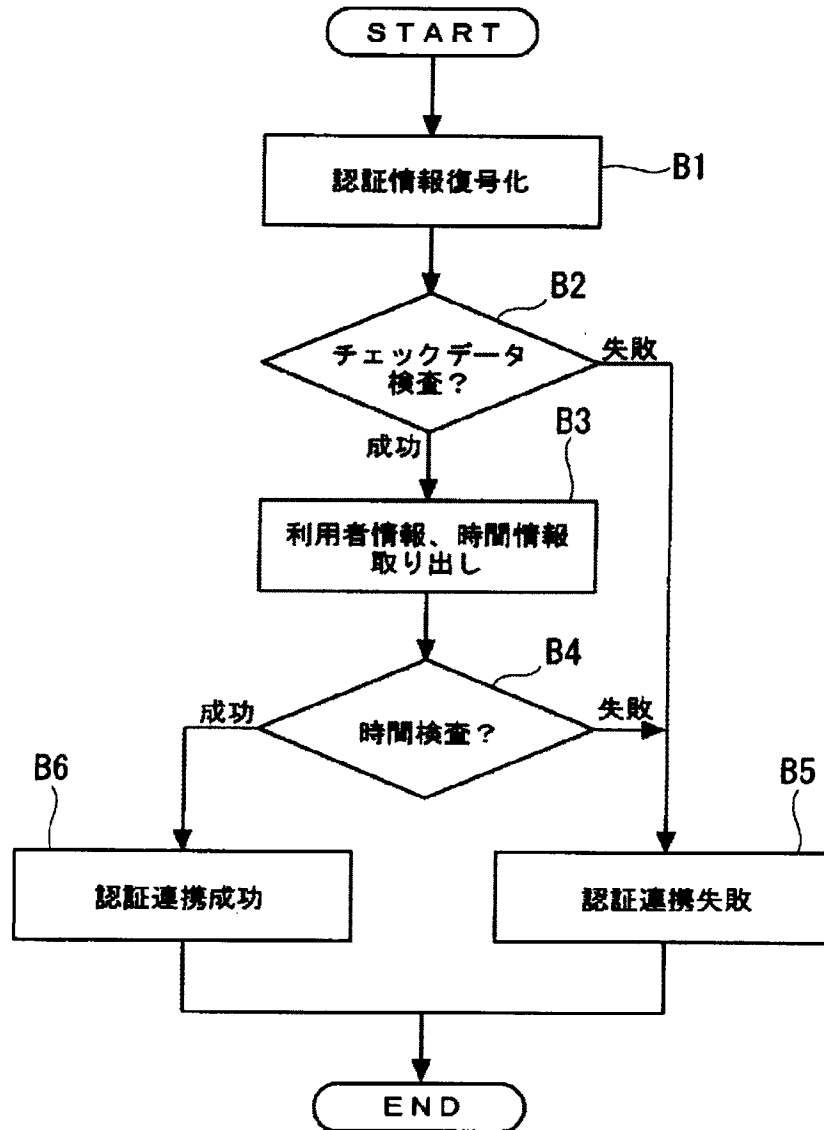 START
認証情報復号化
B1
B2
チェックデータ
検査?
失敗
成功
B3
利用者情報、時間情報
取り出し
B4
成功
時間検査?
失敗
B6
B5
認証連携成功
認証連携失敗
END